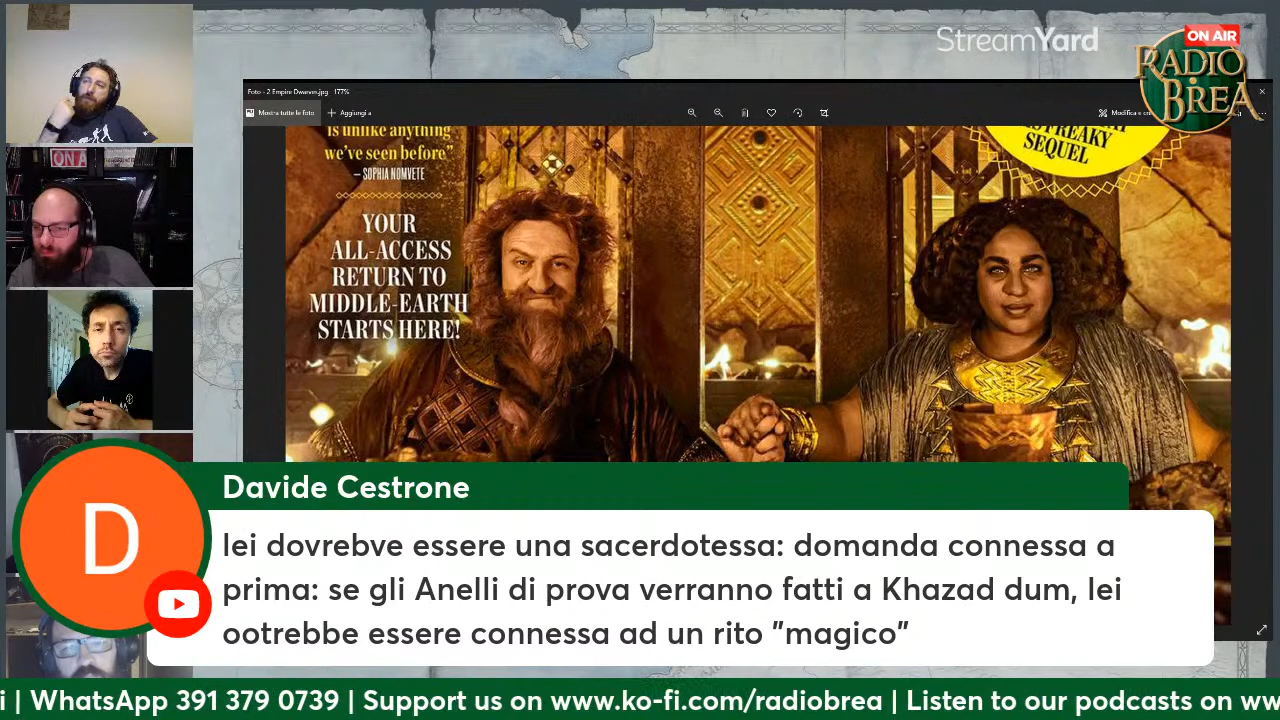 StreamYard
ON AIR
RADIO
BREA
ON A
Foto - 2 Empire Dwarves.jpg 177%
Mostra tutte le foto
Aggiungi a
Modifica e
is unlike anything
we've seen before"
– SOPHIA NOMVETE
YOUR
ALL-ACCESS
RETURN TO
MIDDLE-EARTH
STARTS HERE!
FREAKY
SEQUEL
D
Davide Cestrone
lei dovrebve essere una sacerdotessa: domanda connessa a
prima: se gli Anelli di prova verranno fatti a Khazad dum, lei
ootrebbe essere connessa ad un rito "magico"
i | WhatsApp 391 379 0739 | Support us on www.ko-fi.com/radiobrea | Listen to our podcasts on ww